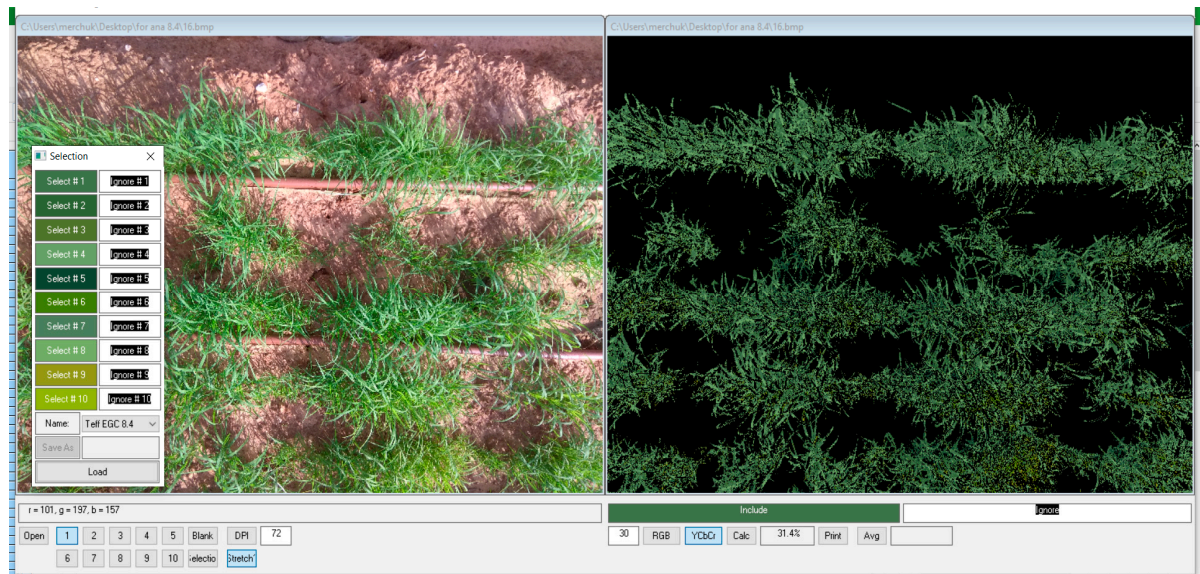 C:\Users\merchuk\Desktop\for ana 8.4\16.bmp
C:\Users\merchuk\Desktop\for ana 8.4\16.bmp
Selection
Select # 1 Ignore # 1
Select # 2 Ignore # 2
Select # 3 Ignore # 3
Select # 4 Ignore # 4
Select # 5 Ignore # 5
Select # 6 Ignore # 6
Select # 7 Ignore # 7
Select # 8 Ignore # 8
Select # 9 Ignore # 9
Select # 10 Ignore # 10
Name: Teff EGC 8.4
Save As
Load
r = 101, g = 197, b = 157
Include Ignore
Open 1 2 3 4 5 Blank DPI 72
30 RGB YCbCr Calc 31.4% Print Avg
6 7 8 9 10 Selectio Stretch